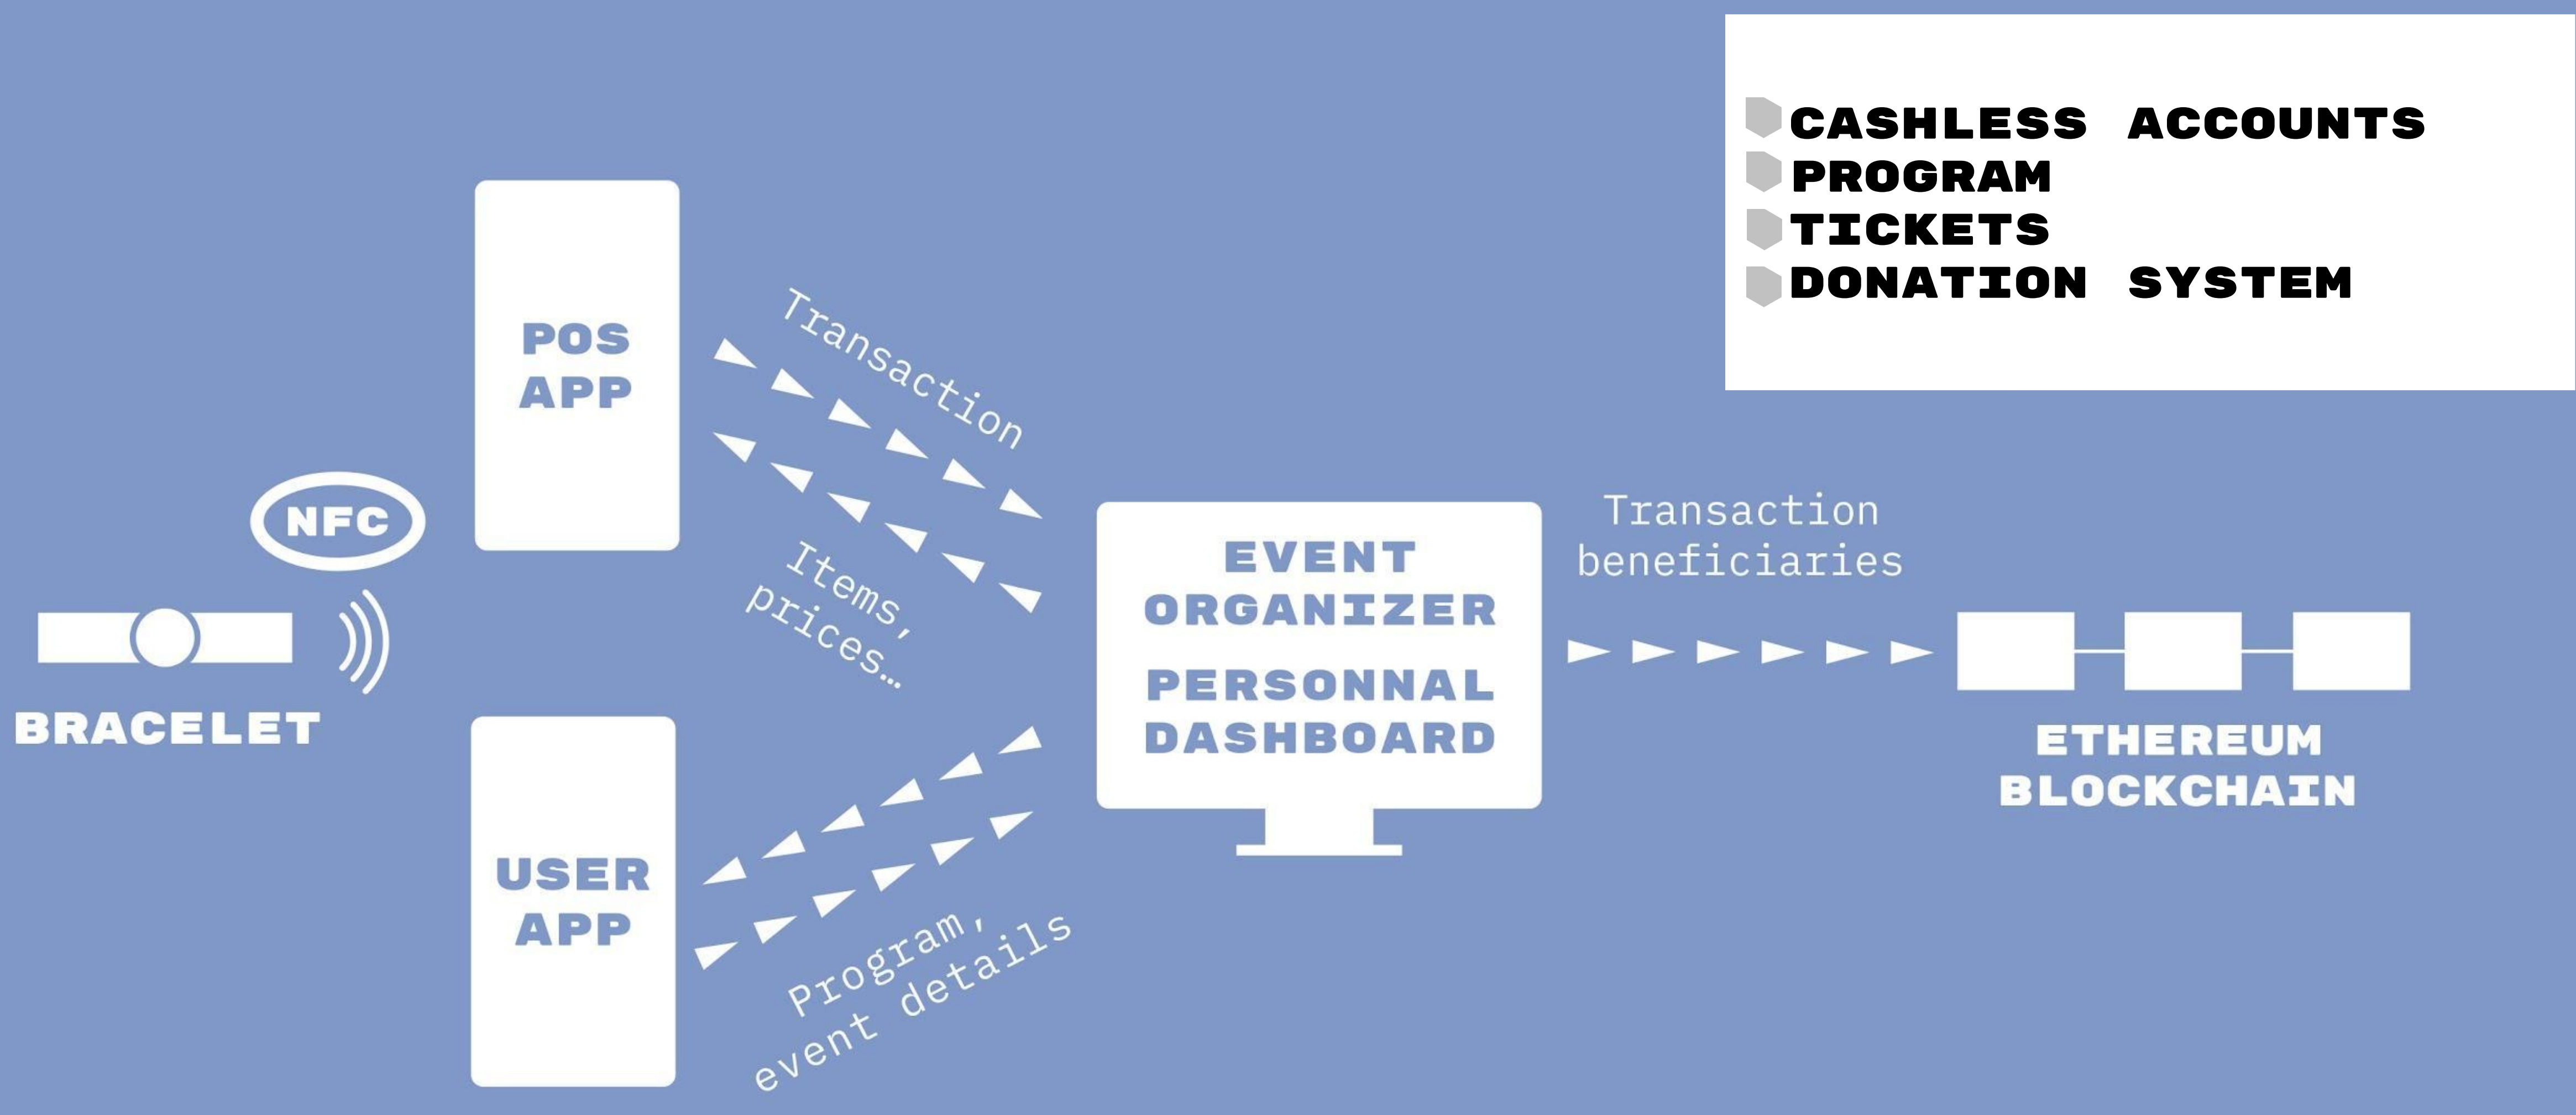 CASHLESS ACCOUNTS
PROGRAM
TICKETS
DONATION SYSTEM
POS
APP
Transaction
Items,
prices…
NFC
BRACELET
USER
APP
Program,
event details
EVENT
ORGANIZER
PERSONNAL
DASHBOARD
Transaction
beneficiaries
ETHEREUM
BLOCKCHAIN